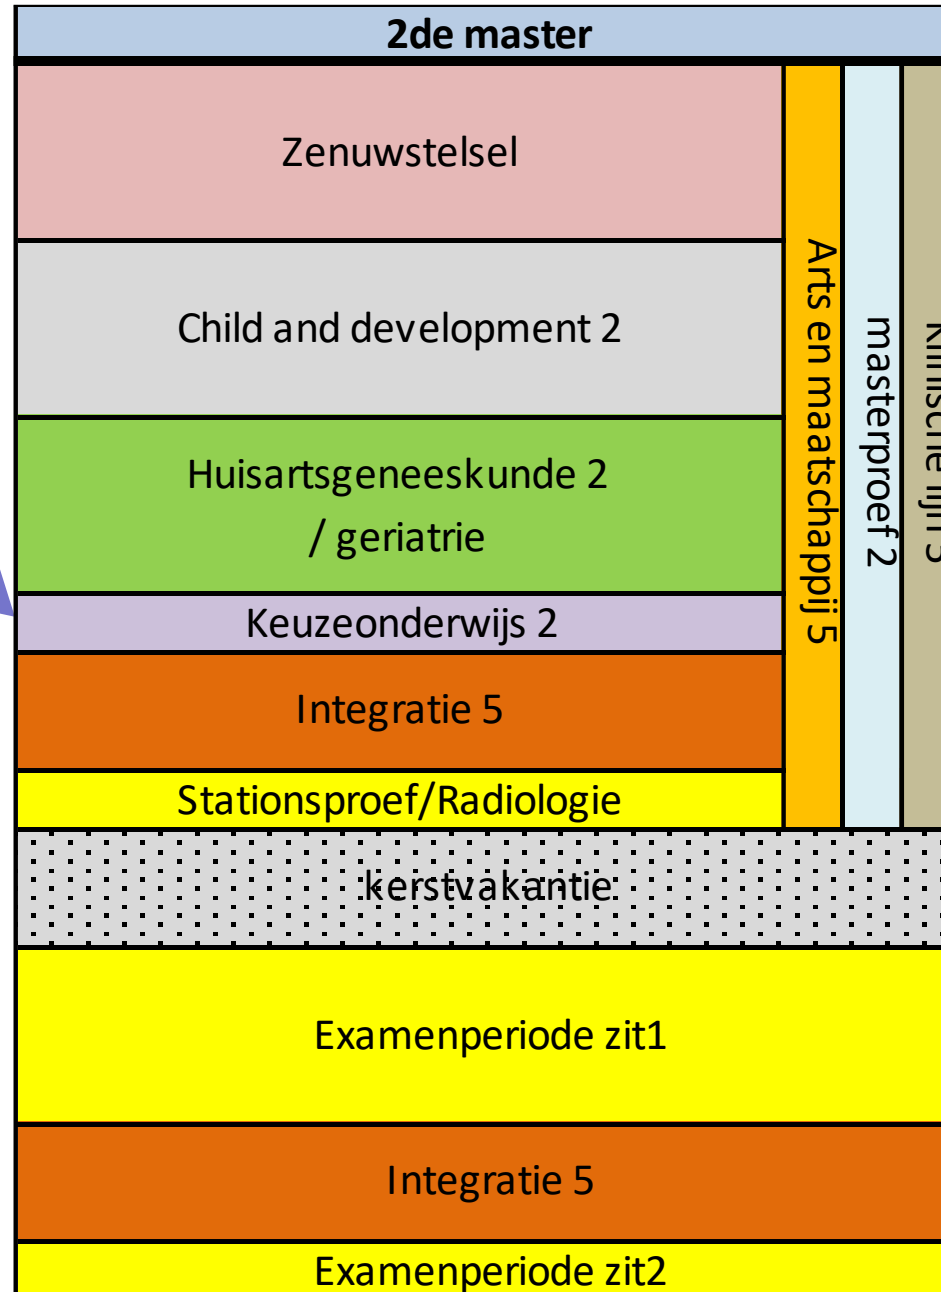 2de master
Zenuwstelsel
Child and development 2
Huisartsgeneeskunde 2
/ geriatrie
Keuzeonderwijs 2
Integratie 5
Stationsproef/Radiologie
Arts en maatschappij 5
masterproef 2
kerstvakantie
Examenperiode zit1
Integratie 5
Examenperiode zit2